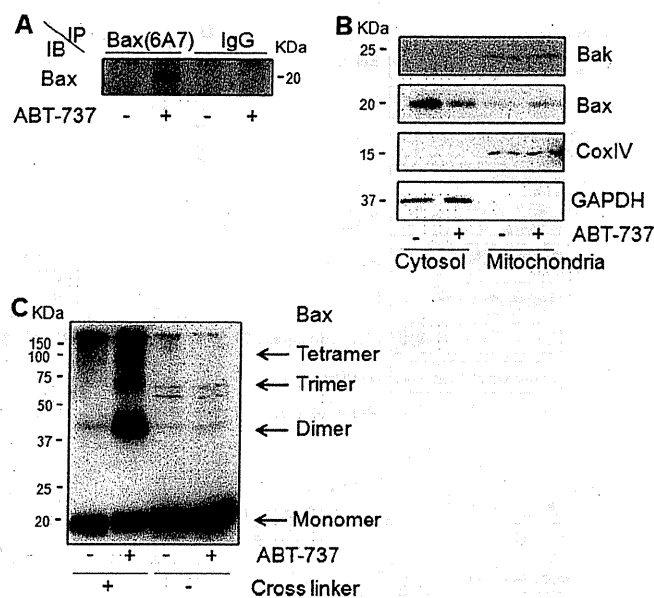 A
IP
IB
Bax(6A7) IgG
KDa
Bax
-20
ABT-737 - + - +
B
KDa
25 -
Bak
20 -
Bax
15 -
CoxIV
37 -
GAPDH
- + - + ABT-737
Cytosol Mitochondria
C
KDa
Bax
150 -
100 -
← Tetramer
75 -
← Trimer
50 -
← Dimer
37 -
25 -
20 -
← Monomer
- + - + ABT-737
+ - Cross linker